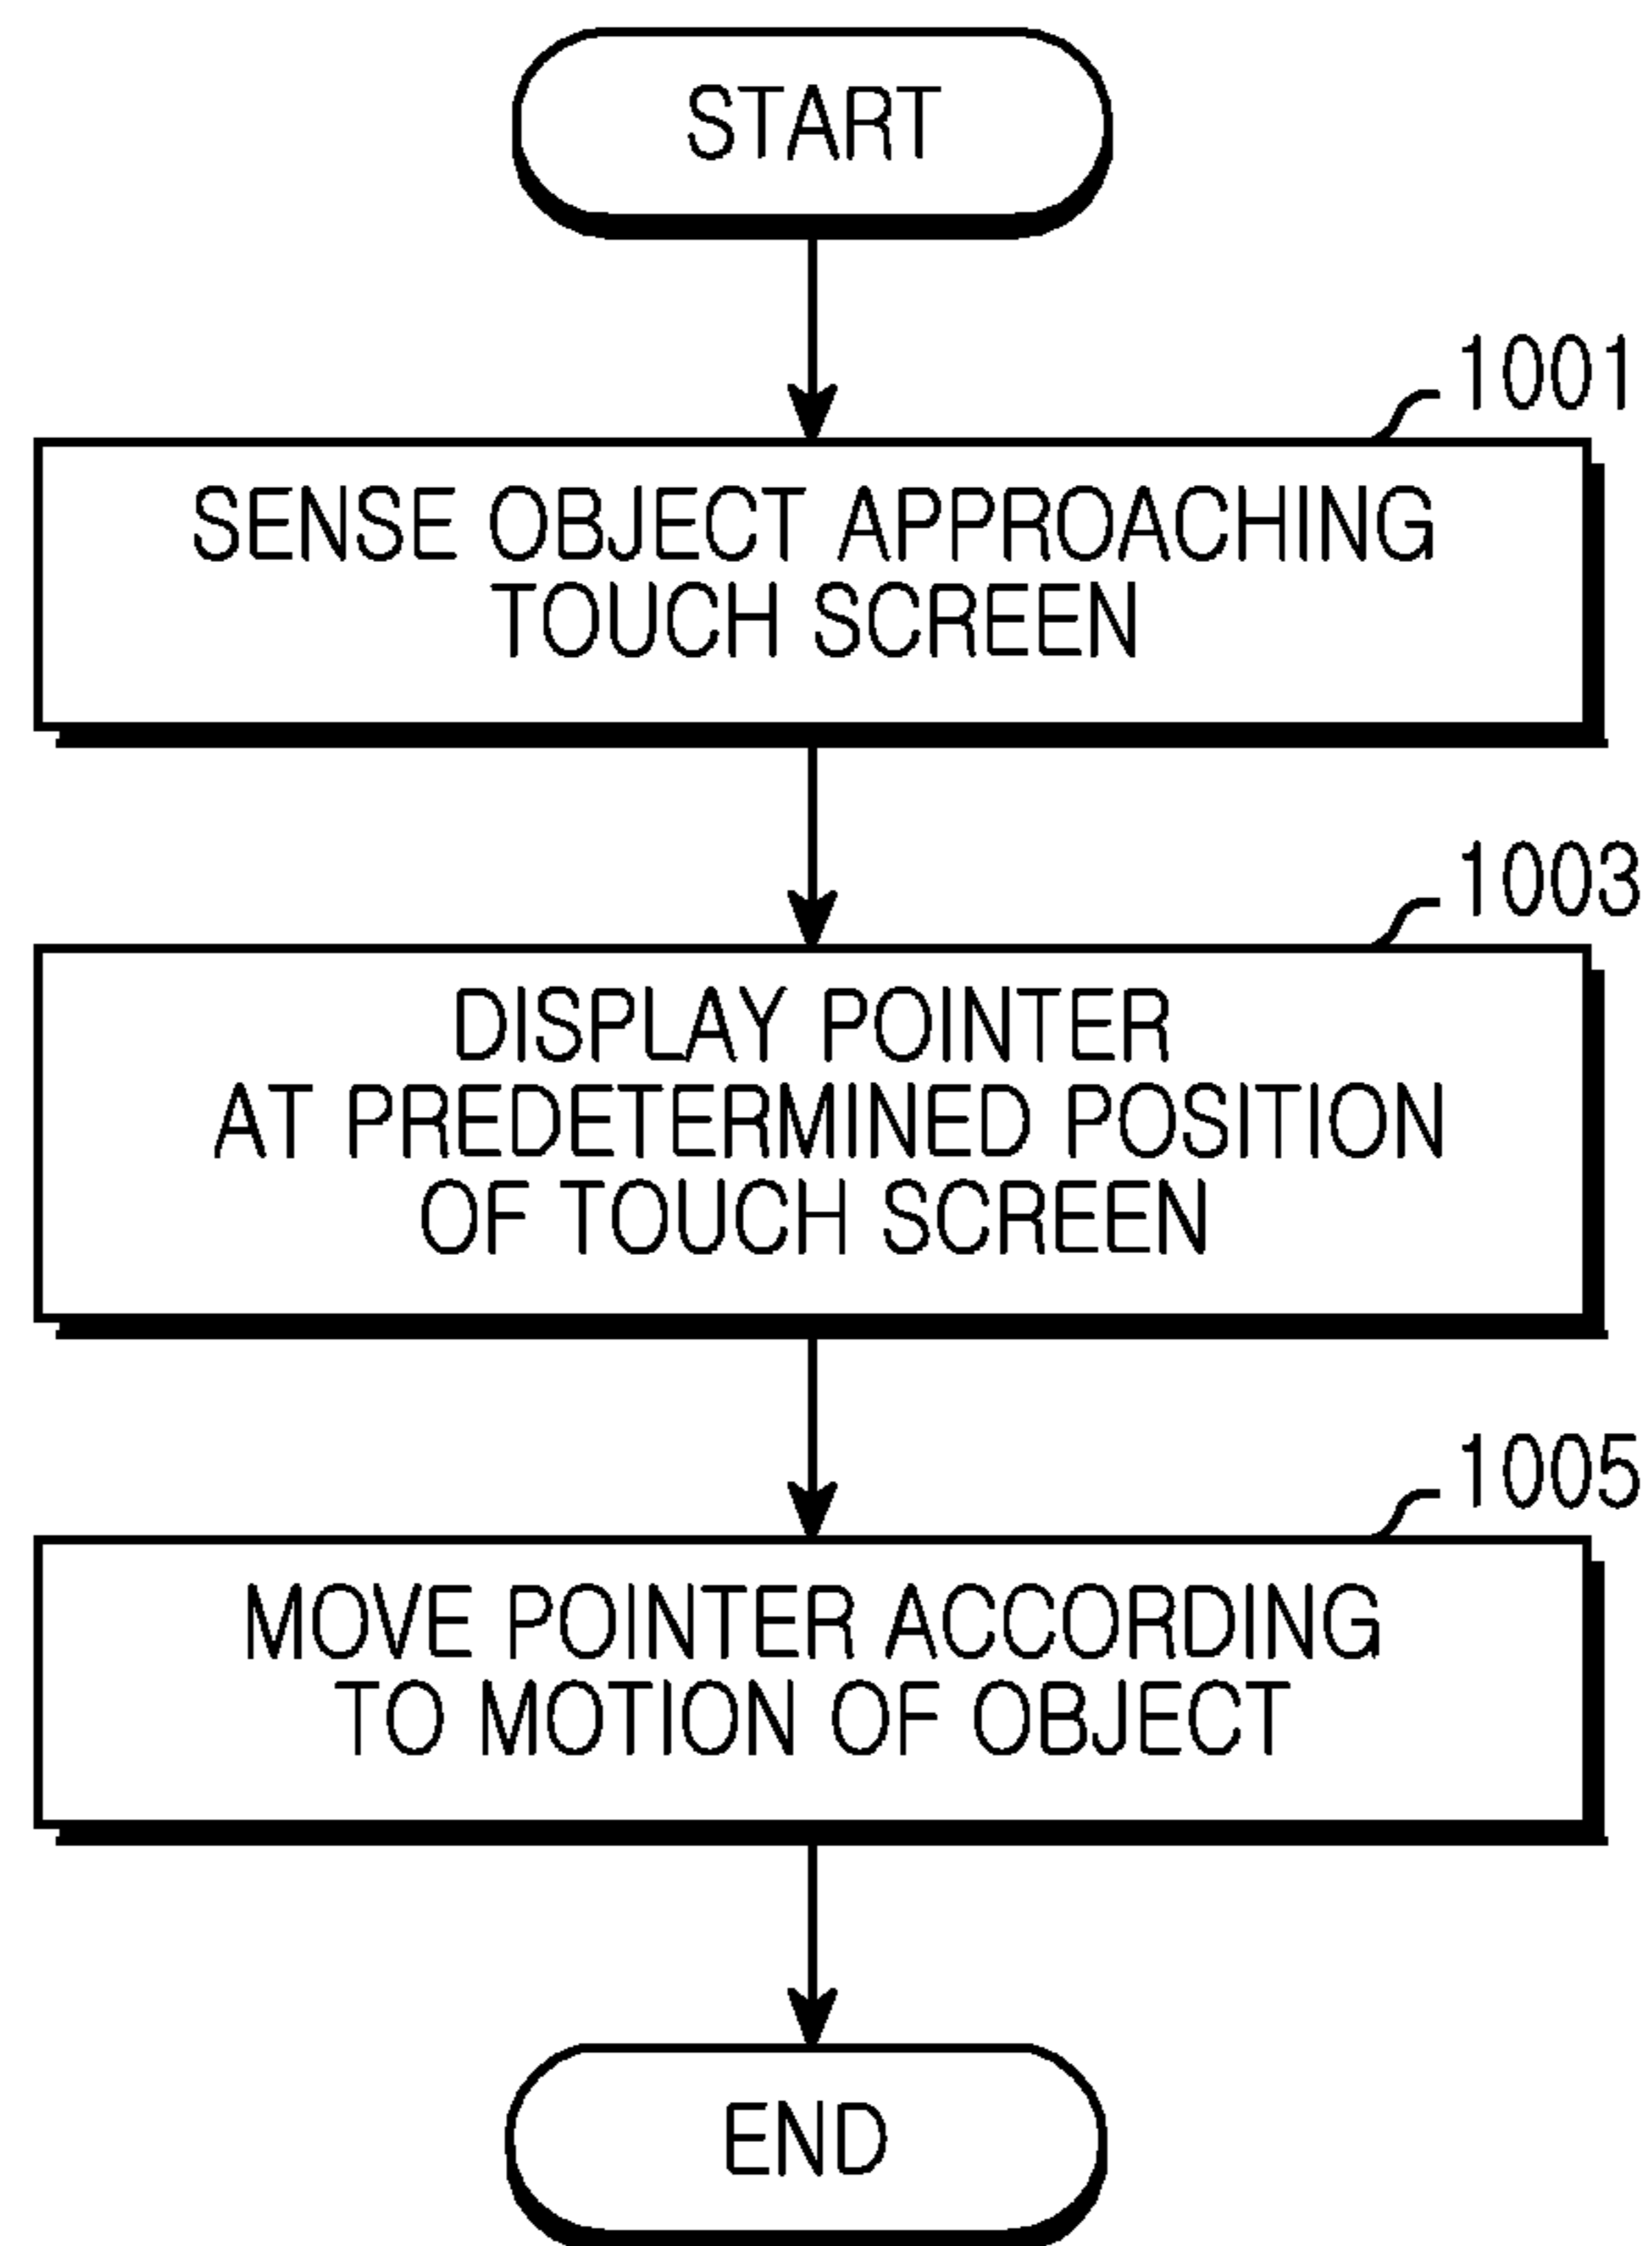 START
1001
SENSE OBJECT APPROACHING
TOUCH SCREEN
1003
DISPLAY POINTER
AT PREDETERMINED POSITION
OF TOUCH SCREEN
1005
MOVE POINTER ACCORDING
TO MOTION OF OBJECT
END